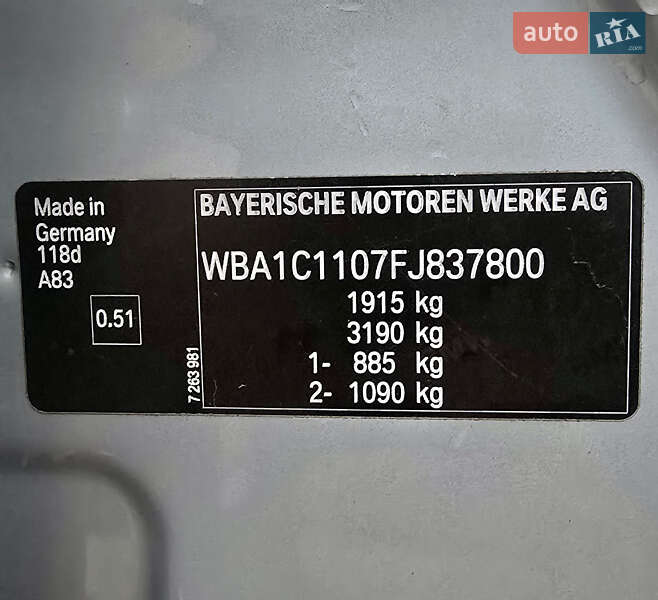 auto RIA.com
Made in
Germany
118d
A83
0.51
7 263 981
BAYERISCHE MOTOREN WERKE AG
WBA1C1107FJ837800
1915 kg
3190 kg
1- 885 kg
2- 1090 kg